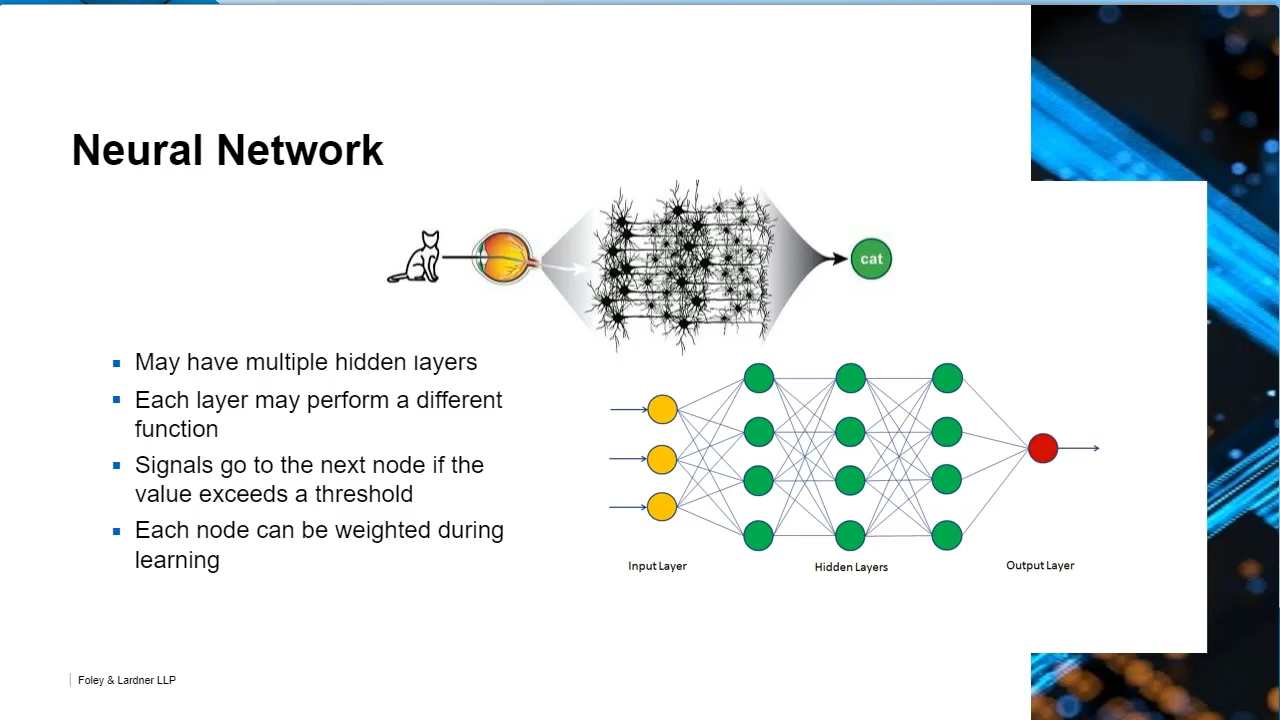 Neural Network
cat
May have multiple hidden layers
Each layer may perform a different
function
Signals go to the next node if the
value exceeds a threshold
Each node can be weighted during
learning
Input Layer
Hidden Layers
Output Layer
Foley & Lardner LLP